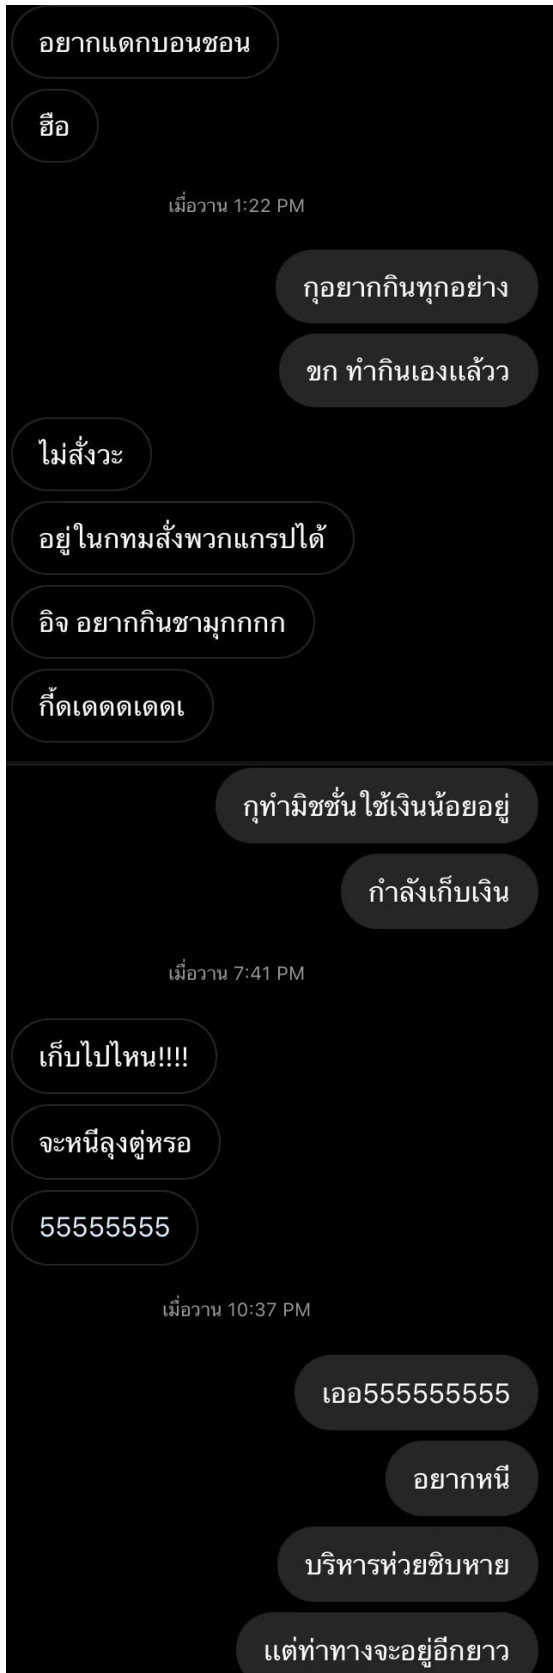 อยากแดกบอนชอน
ฮือ
เมื่อวาน 1:22 PM
กุอยากกินทุกอย่าง
ขก ทำกินเองแล้วว
ไม่สั่งวะ
อยู่ในกทมสั่งพวกแกรปได้
อิจ อยากกินชามุกกกก
กี้ดเดดดเดดเ
กุทำมิชชั่น ใช้เงินน้อยอยู่
กำลังเก็บเงิน
เมื่อวาน 7:41 PM
เก็บไปไหน!!!!
จะหนีลุงตู่หรอ
55555555
เมื่อวาน 10:37 PM
เออ555555555
อยากหนี
บริหารห่วยชิบหาย
แต่ท่าทางจะอยู่อีกยาว